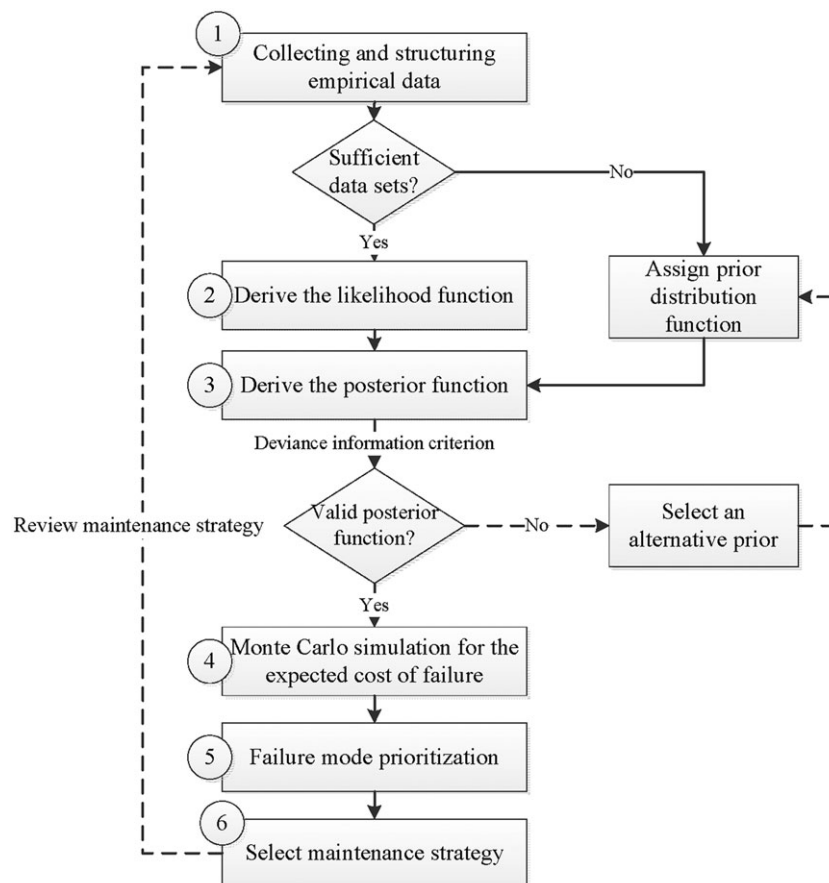 1
Collecting and structuring
empirical data
Sufficient
data sets?
No
Yes
Assign prior
distribution
function
2
Derive the likelihood function
3
Derive the posterior function
Deviance information criterion
Review maintenance strategy
Valid posterior
function?
No
Select an
alternative prior
Yes
4
Monte Carlo simulation for the
expected cost of failure
5
Failure mode prioritization
6
Select maintenance strategy